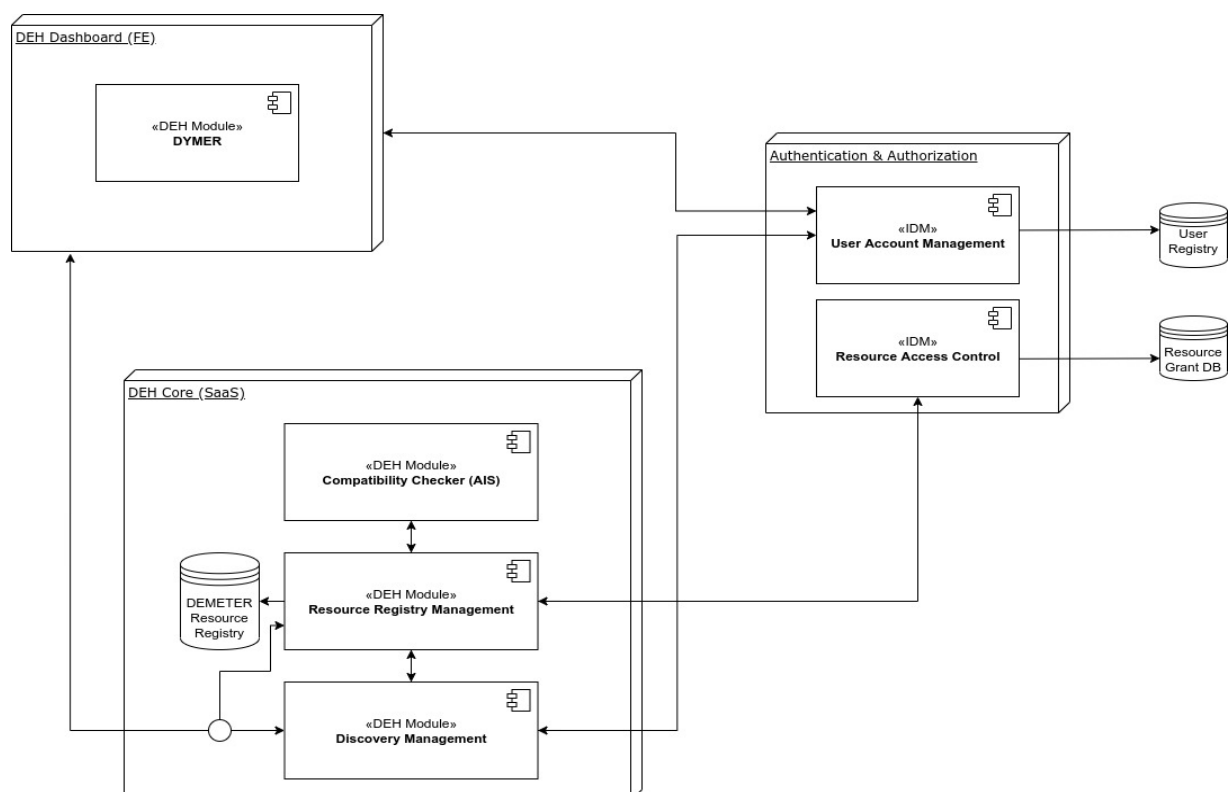 DEH Dashboard (FE)
«DEH Module»
DYMER
Authentication & Authorization
«IDM»
User Account Management
User
Registry
«IDM»
Resource Access Control
Resource
Grant DB
DEH Core (SaaS)
«DEH Module»
Compatibility Checker (AIS)
«DEH Module»
Resource Registry Management
DEMETER
Resource
Registry
«DEH Module»
Discovery Management